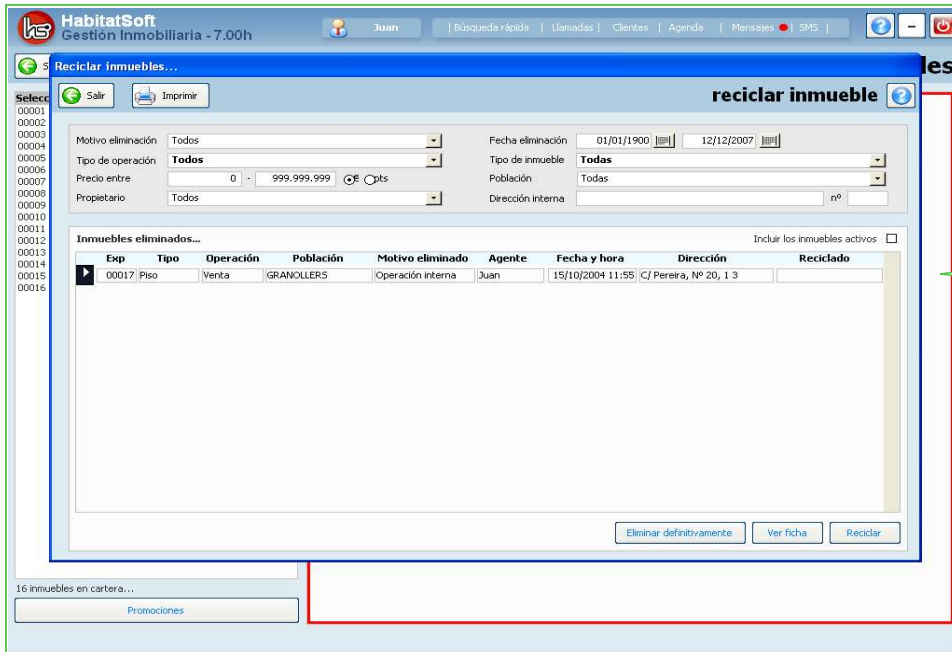 HabitatSoft
Gestión Inmobiliaria - 7.00h
Juan | Búsqueda rápida | Llamadas | Clientes | Agenda | Mensajes | SMS |
Reciclar inmuebles...
Salir Imprimir reciclar inmueble
Selecc
00001
00002
00003
00004
00005
00006
00007
00008
00009
00010
00011
00012
00013
00014
00015
00016
Motivo eliminación Todos Fecha eliminación 01/01/1900 12/12/2007
Tipo de operación Todos Tipo de inmueble Todas
Precio entre 0 - 999.999.999 € pts Población Todas
Propietario Todos Dirección interna nº
Inmuebles eliminados... Incluir los inmuebles activos
Exp Tipo Operación Población Motivo eliminado Agente Fecha y hora Dirección Reciclado
00017 Piso Venta GRANOLLERS Operación interna Juan 15/10/2004 11:55 C/ Pereira, Nº 20, 1 3
Eliminar definitivamente Ver ficha Reciclar
16 inmuebles en cartera...
Promociones